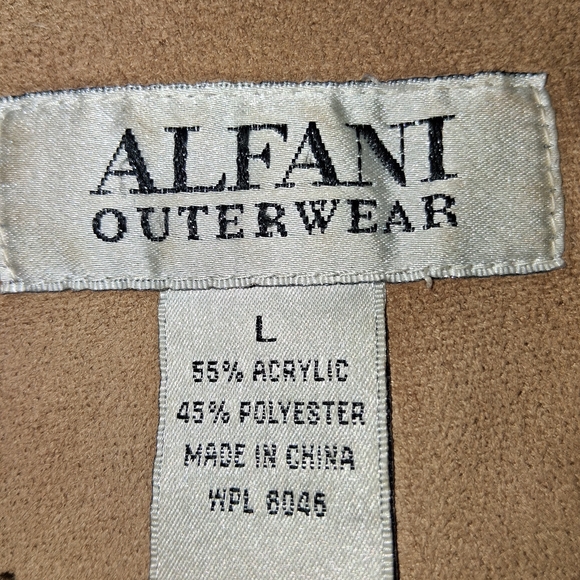 ALFANI
OUTERWEAR
L
55% ACRYLIC
45% POLYESTER
MADE IN CHINA
WPL 8046